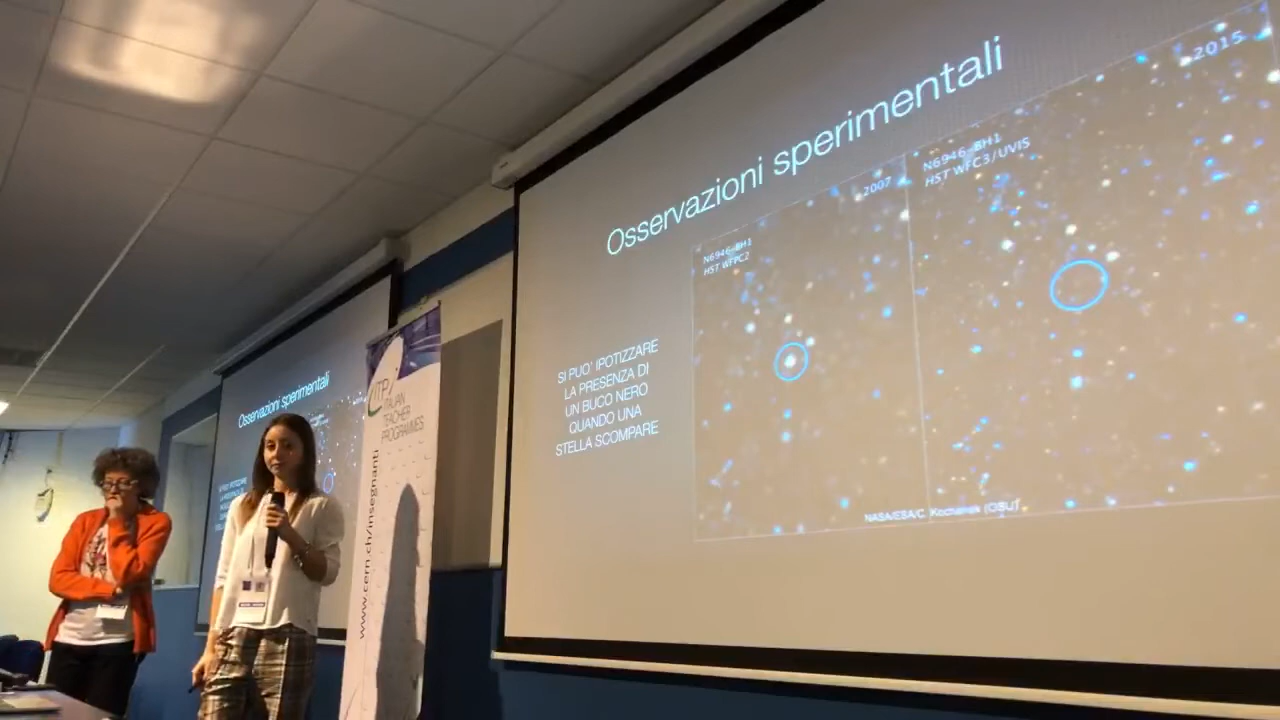 Osservazioni sperimentali
2007
2015
N6946-BH1
HST WFPC2
N6946-BH1
HST WFC3/UVIS
SI PUO' IPOTIZZARE
LA PRESENZA DI
UN BUCO NERO
QUANDO UNA
STELLA SCOMPARE
NASA/ESA/C. Kochanek (OSU)
Osservazioni sperimentali
ITP
ITALIAN
TEACHER
PROGRAMMES
www.cern.ch/insegnanti